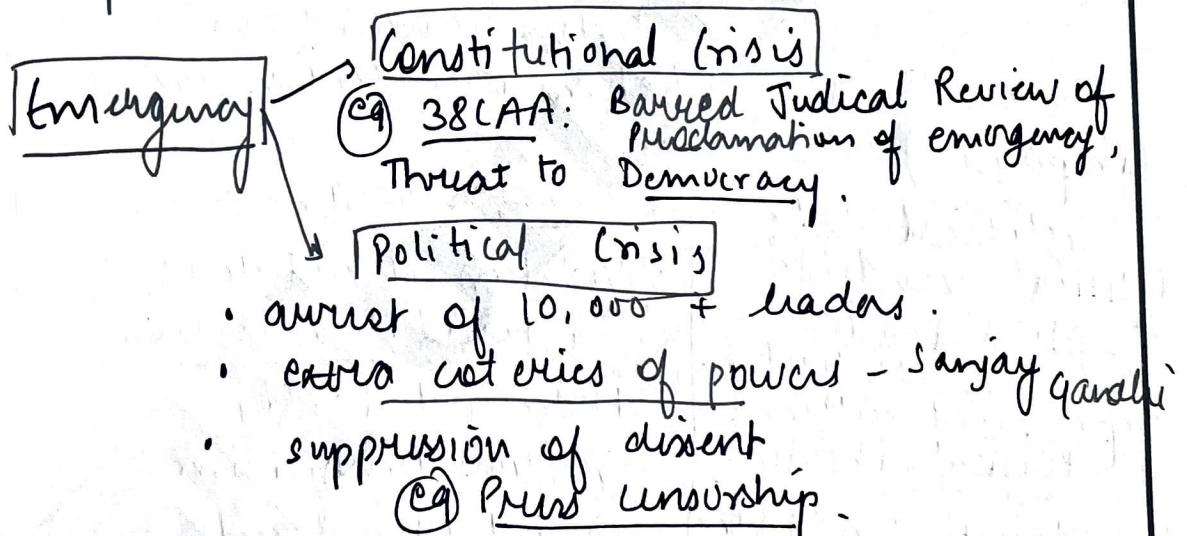 Constitutional Crisis
Emergency
eg 38CAA: Barred Judical Review of
Proclamation of emergency,
Threat to Democracy.
Political Crisis
• arrest of 10,000 + leaders.
• extra coteries of powers - Sanjay Gandhi
• suppression of dissent
eg Press censorship.